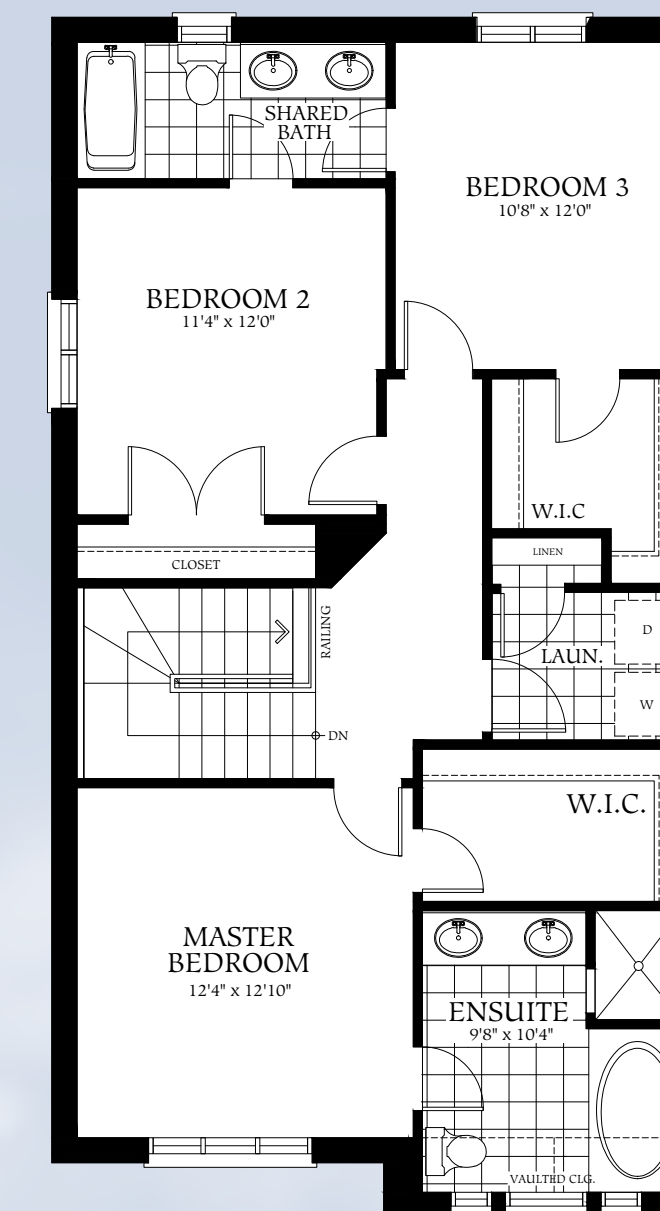 SHARED
BATH
BEDROOM 3
10'8" x 12'0"
BEDROOM 2
11'4" x 12'0"
W.I.C
LINEN
CLOSET
RAILING
D
LAUN.
W
DN
W.I.C.
MASTER
BEDROOM
12'4" x 12'10"
ENSUITE
9'8" x 10'4"
VAULTED CLG.